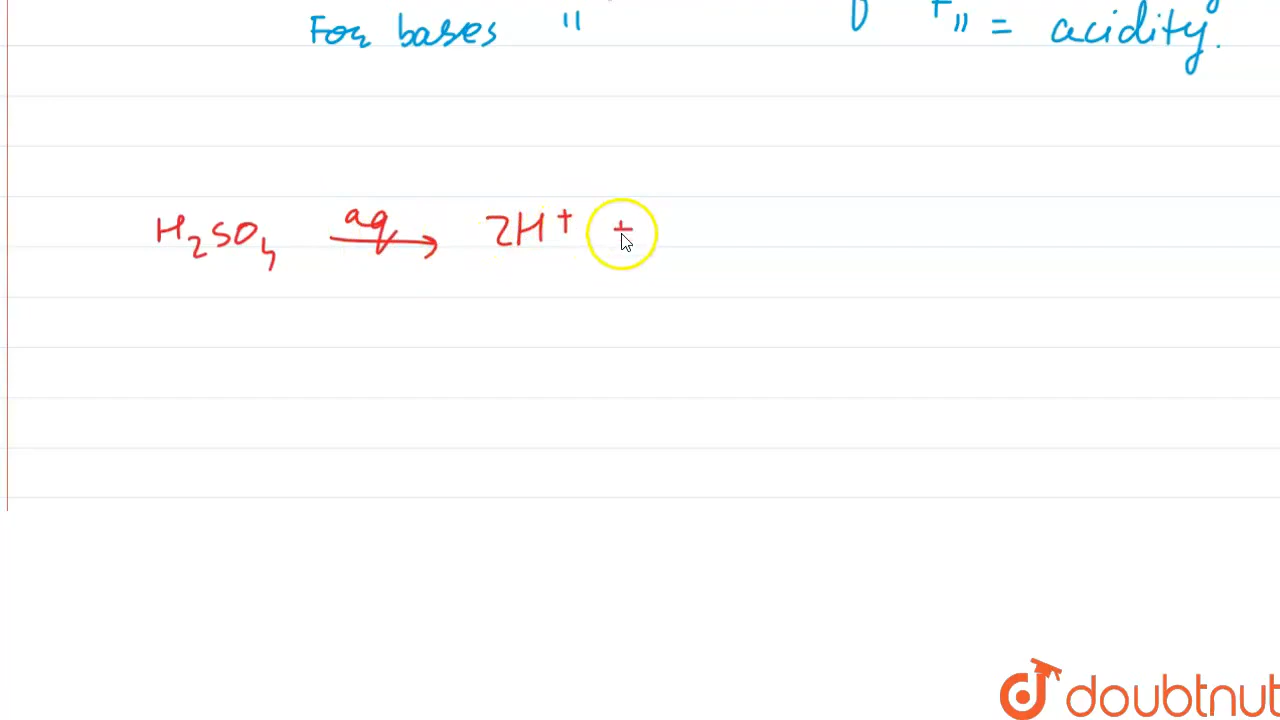 For bases " f " = acidity.
H2SO4 aq→ 2H+ +
doubtnut